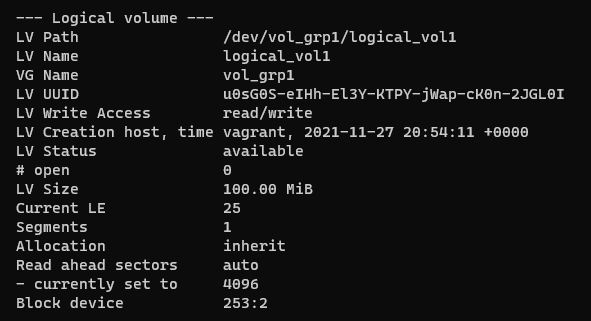 --- Logical volume ---
LV Path                /dev/vol_grp1/logical_vol1
LV Name                logical_vol1
VG Name                vol_grp1
LV UUID                u0sG0S-eIHh-El3Y-KTPY-jWap-cK0n-2JGL0I
LV Write Access        read/write
LV Creation host, time vagrant, 2021-11-27 20:54:11 +0000
LV Status              available
# open                 0
LV Size                100.00 MiB
Current LE             25
Segments               1
Allocation             inherit
Read ahead sectors     auto
- currently set to     4096
Block device           253:2